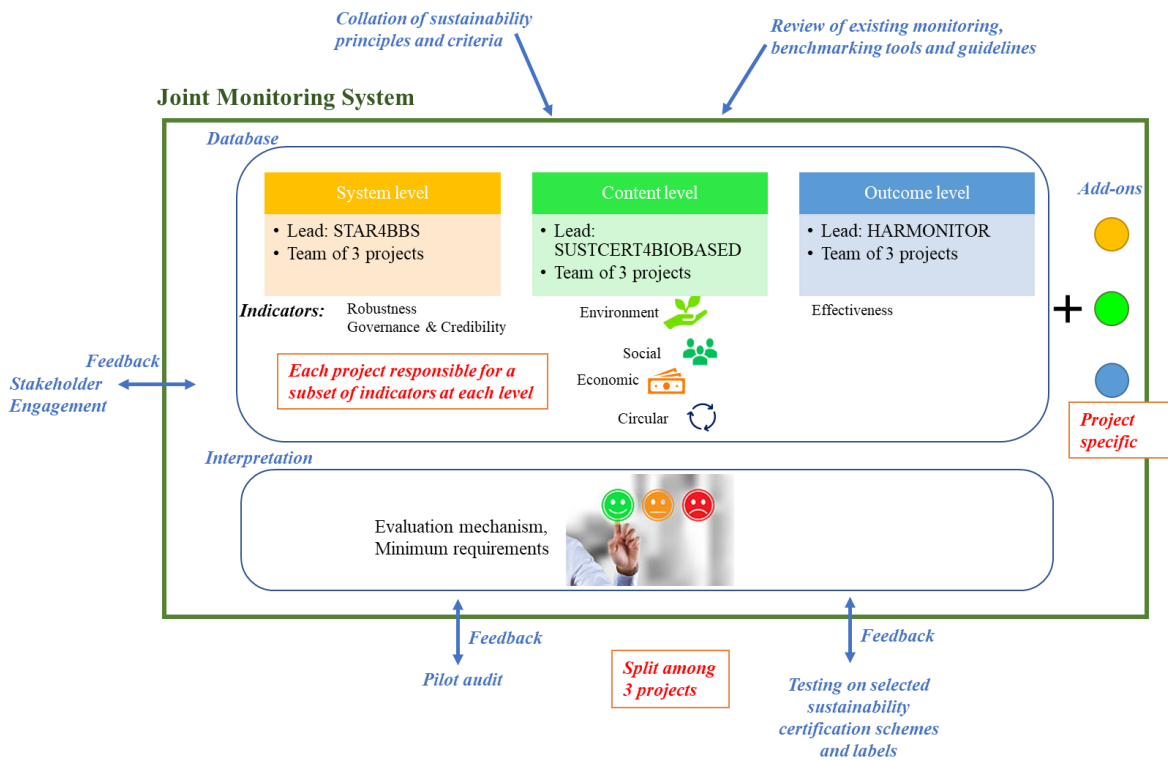 Collation of sustainability
principles and criteria
Review of existing monitoring,
benchmarking tools and guidelines
Joint Monitoring System
Database
System level
• Lead: STAR4BBS
• Team of 3 projects
Content level
• Lead:
SUSTCERT4BIOBASED
• Team of 3 projects
Outcome level
• Lead: HARMONITOR
• Team of 3 projects
Add-ons
Indicators:
Robustness
Governance & Credibility
Environment
Social
Economic
Circular
Effectiveness
+
Each project responsible for a
subset of indicators at each level
Feedback
Stakeholder
Engagement
Project
specific
Interpretation
Evaluation mechanism,
Minimum requirements
Feedback
Pilot audit
Split among
3 projects
Feedback
Testing on selected
sustainability
certification schemes
and labels